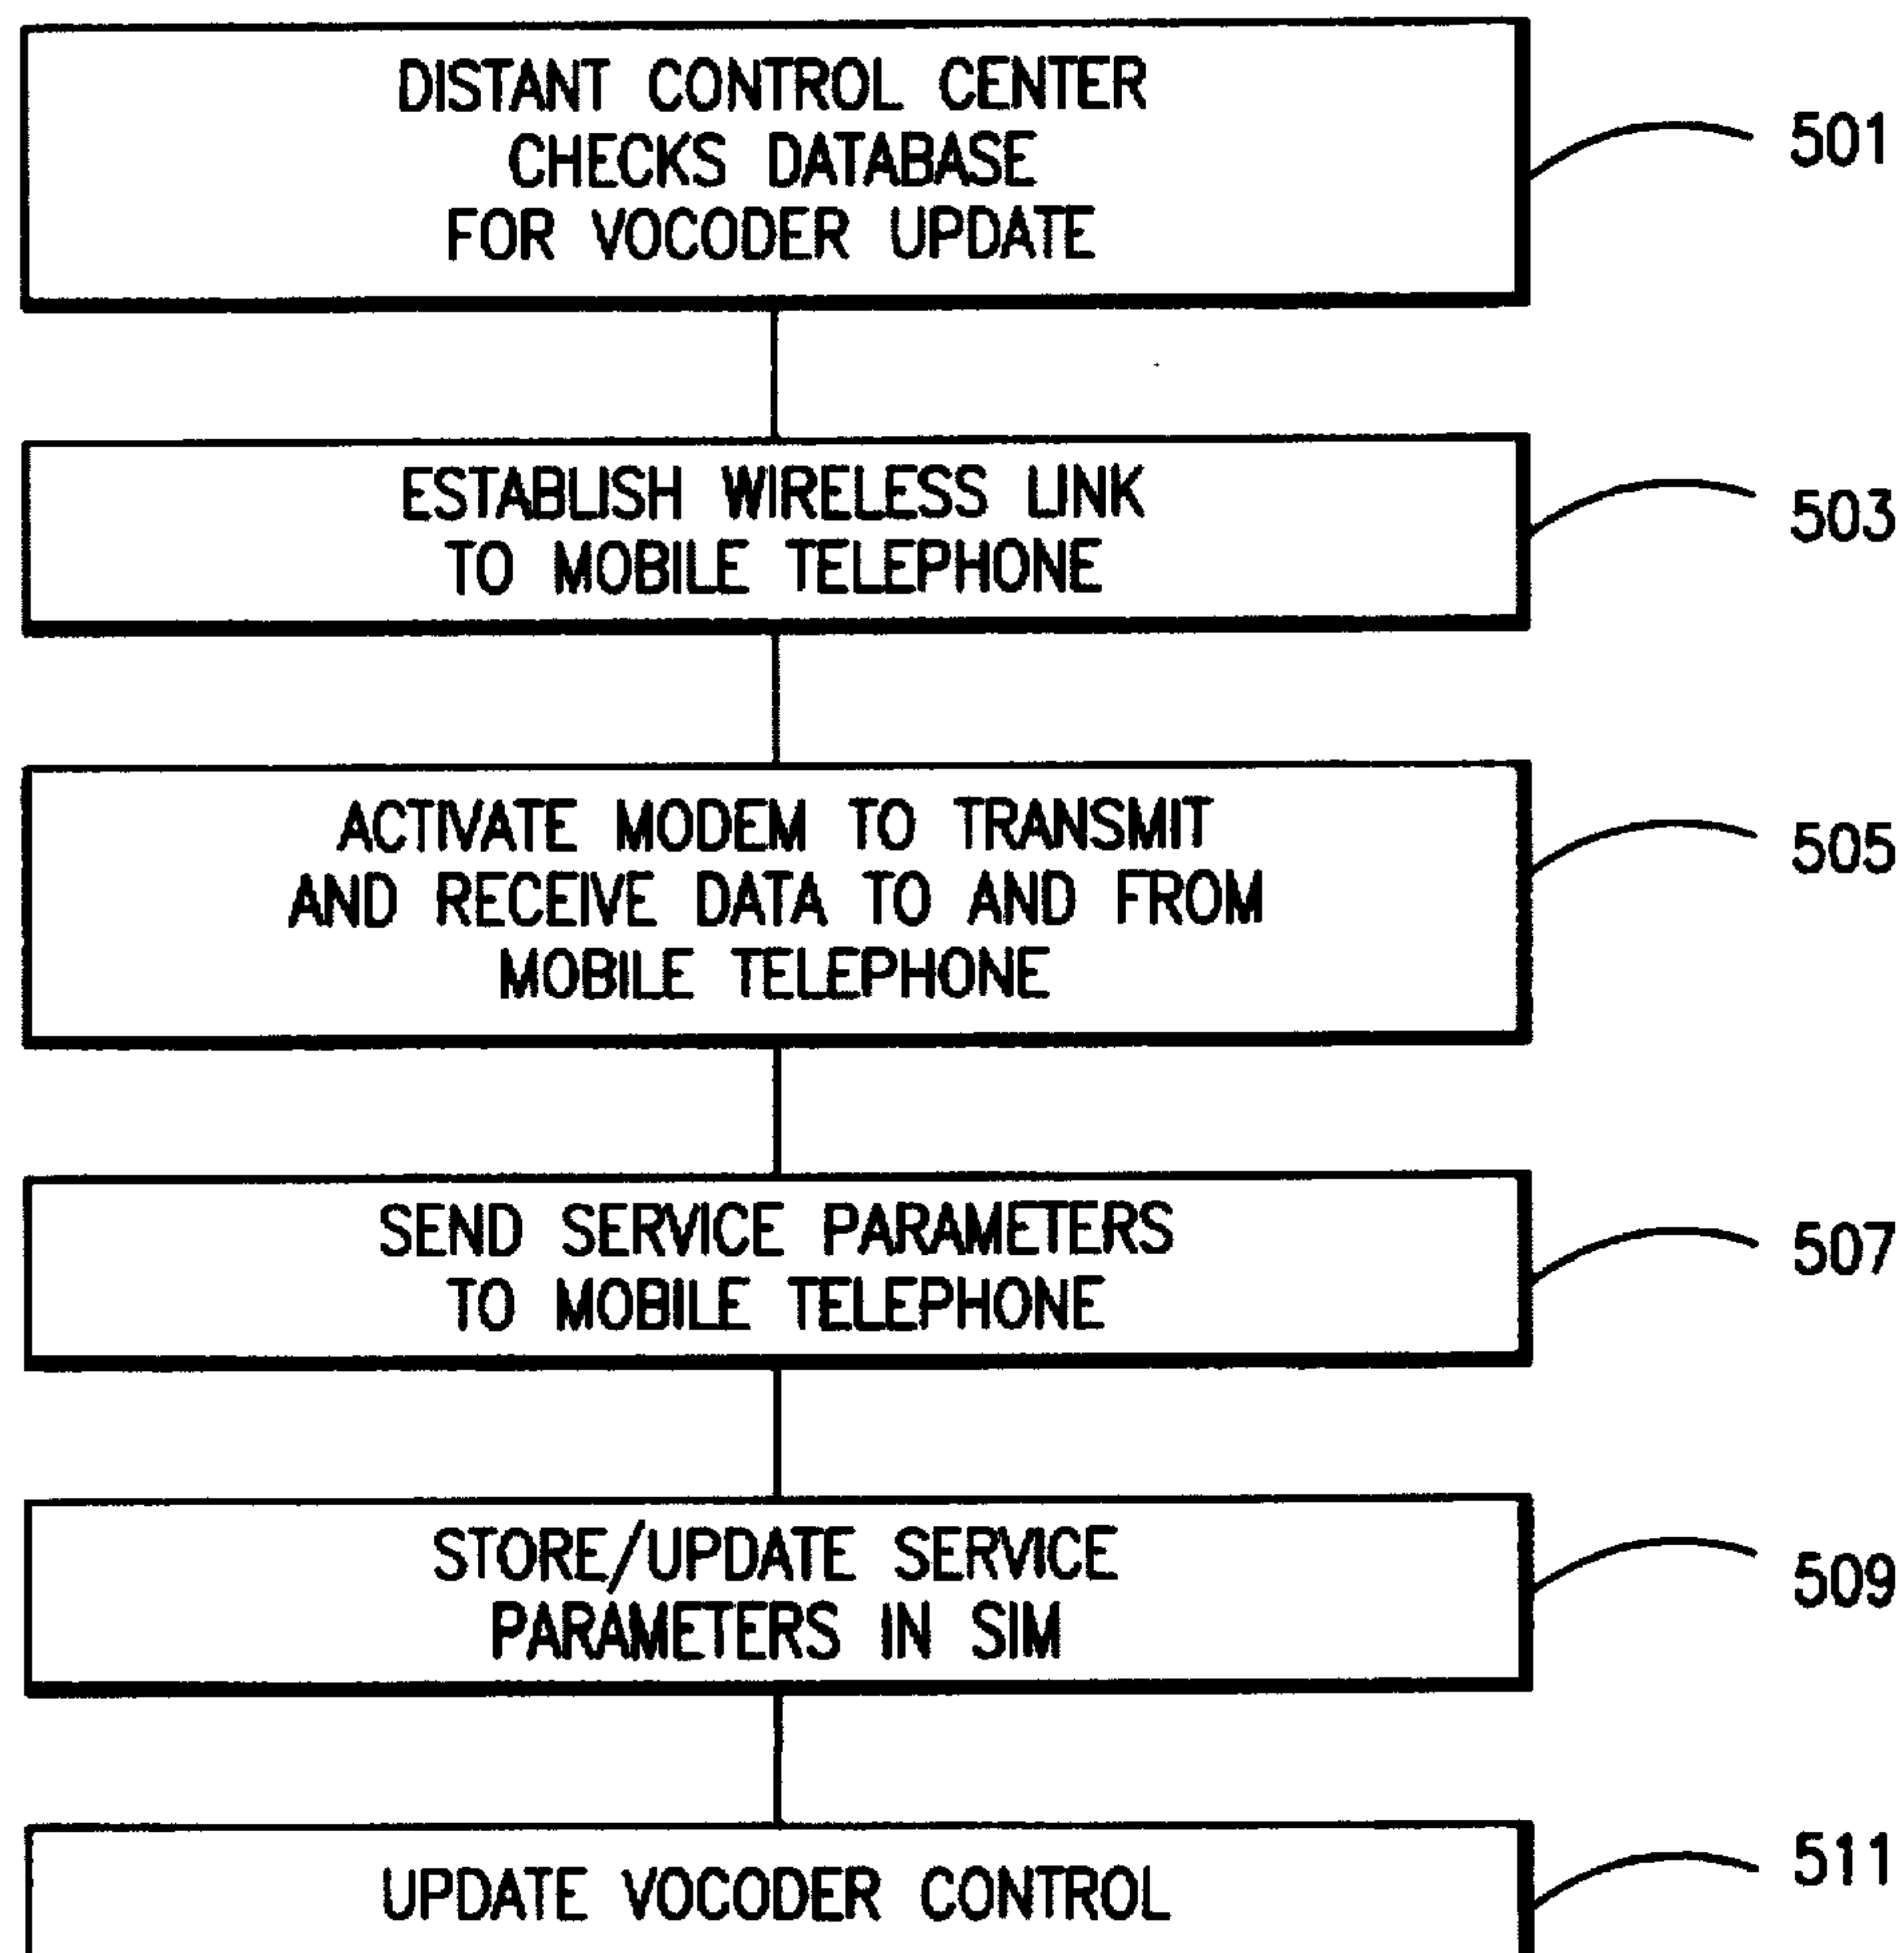 DISTANT CONTROL CENTER
CHECKS DATABASE
FOR VOCODER UPDATE
501
ESTABLISH WIRELESS LINK
TO MOBILE TELEPHONE
503
ACTIVATE MODEM TO TRANSMIT
AND RECEIVE DATA TO AND FROM
MOBILE TELEPHONE
505
SEND SERVICE PARAMETERS
TO MOBILE TELEPHONE
507
STORE/UPDATE SERVICE
PARAMETERS IN SIM
509
UPDATE VOCODER CONTROL
511